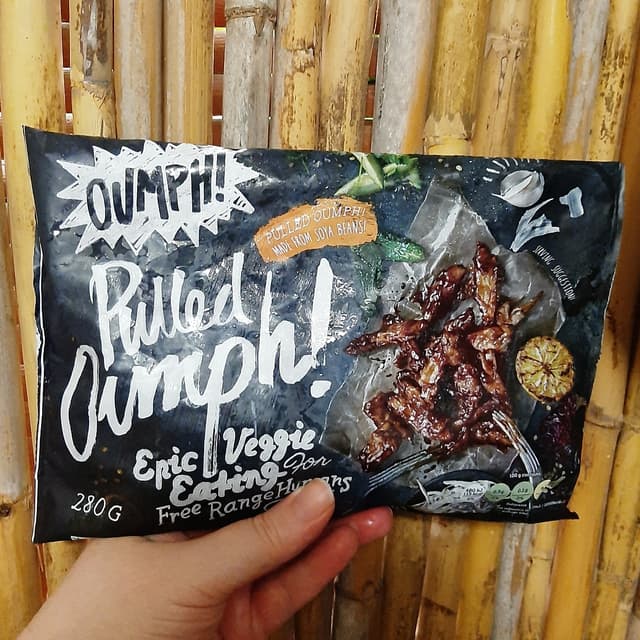 OUMPH!
PULLED OUMPH!
MADE FROM SOYA BEANS!
Pulled
Oumph!
SERVING SUGGESTION
Epic Veggie
Eating for
Free Range Humans
280G